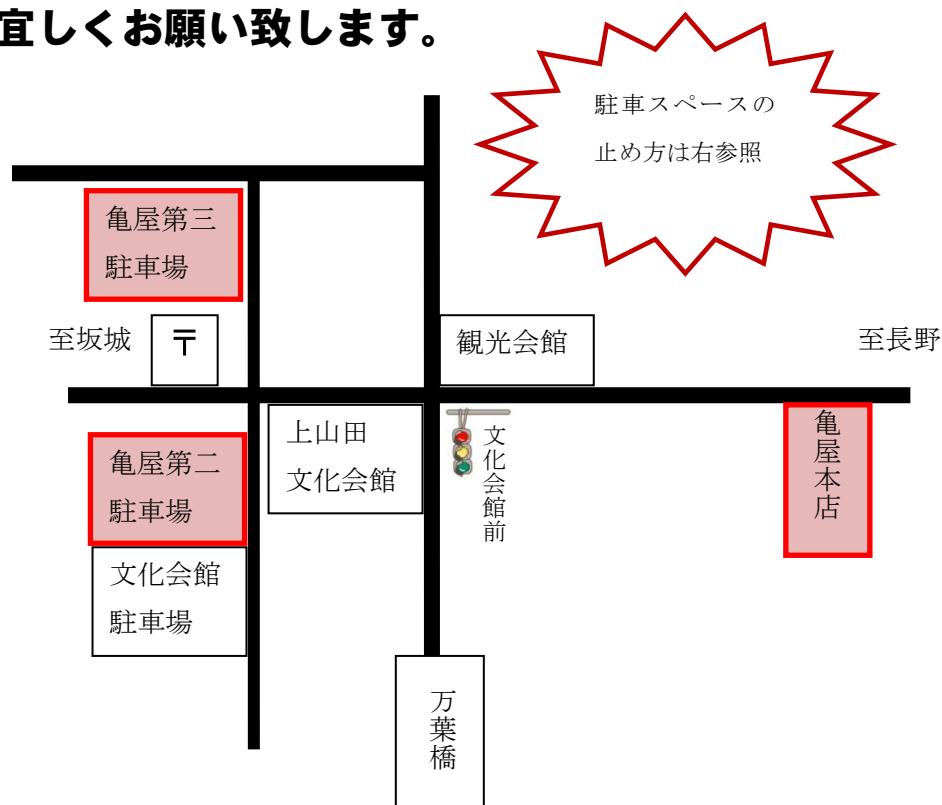 宜しくお願い致します。
駐車スペースの
止め方は右参照
亀屋第三
駐車場
至坂城
〒
観光会館
至長野
亀屋第二
駐車場
上山田
文化会館
文化会館前
亀屋本店
文化会館
駐車場
万葉橋